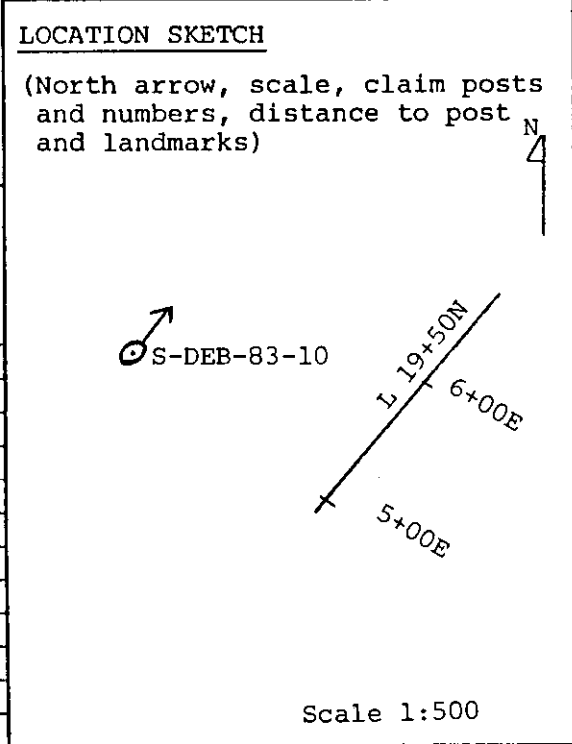 LOCATION SKETCH
(North arrow, scale, claim posts
and numbers, distance to post
and landmarks)
N
S-DEB-83-10
L 19+50N
6+00E
5+00E
Scale 1:500